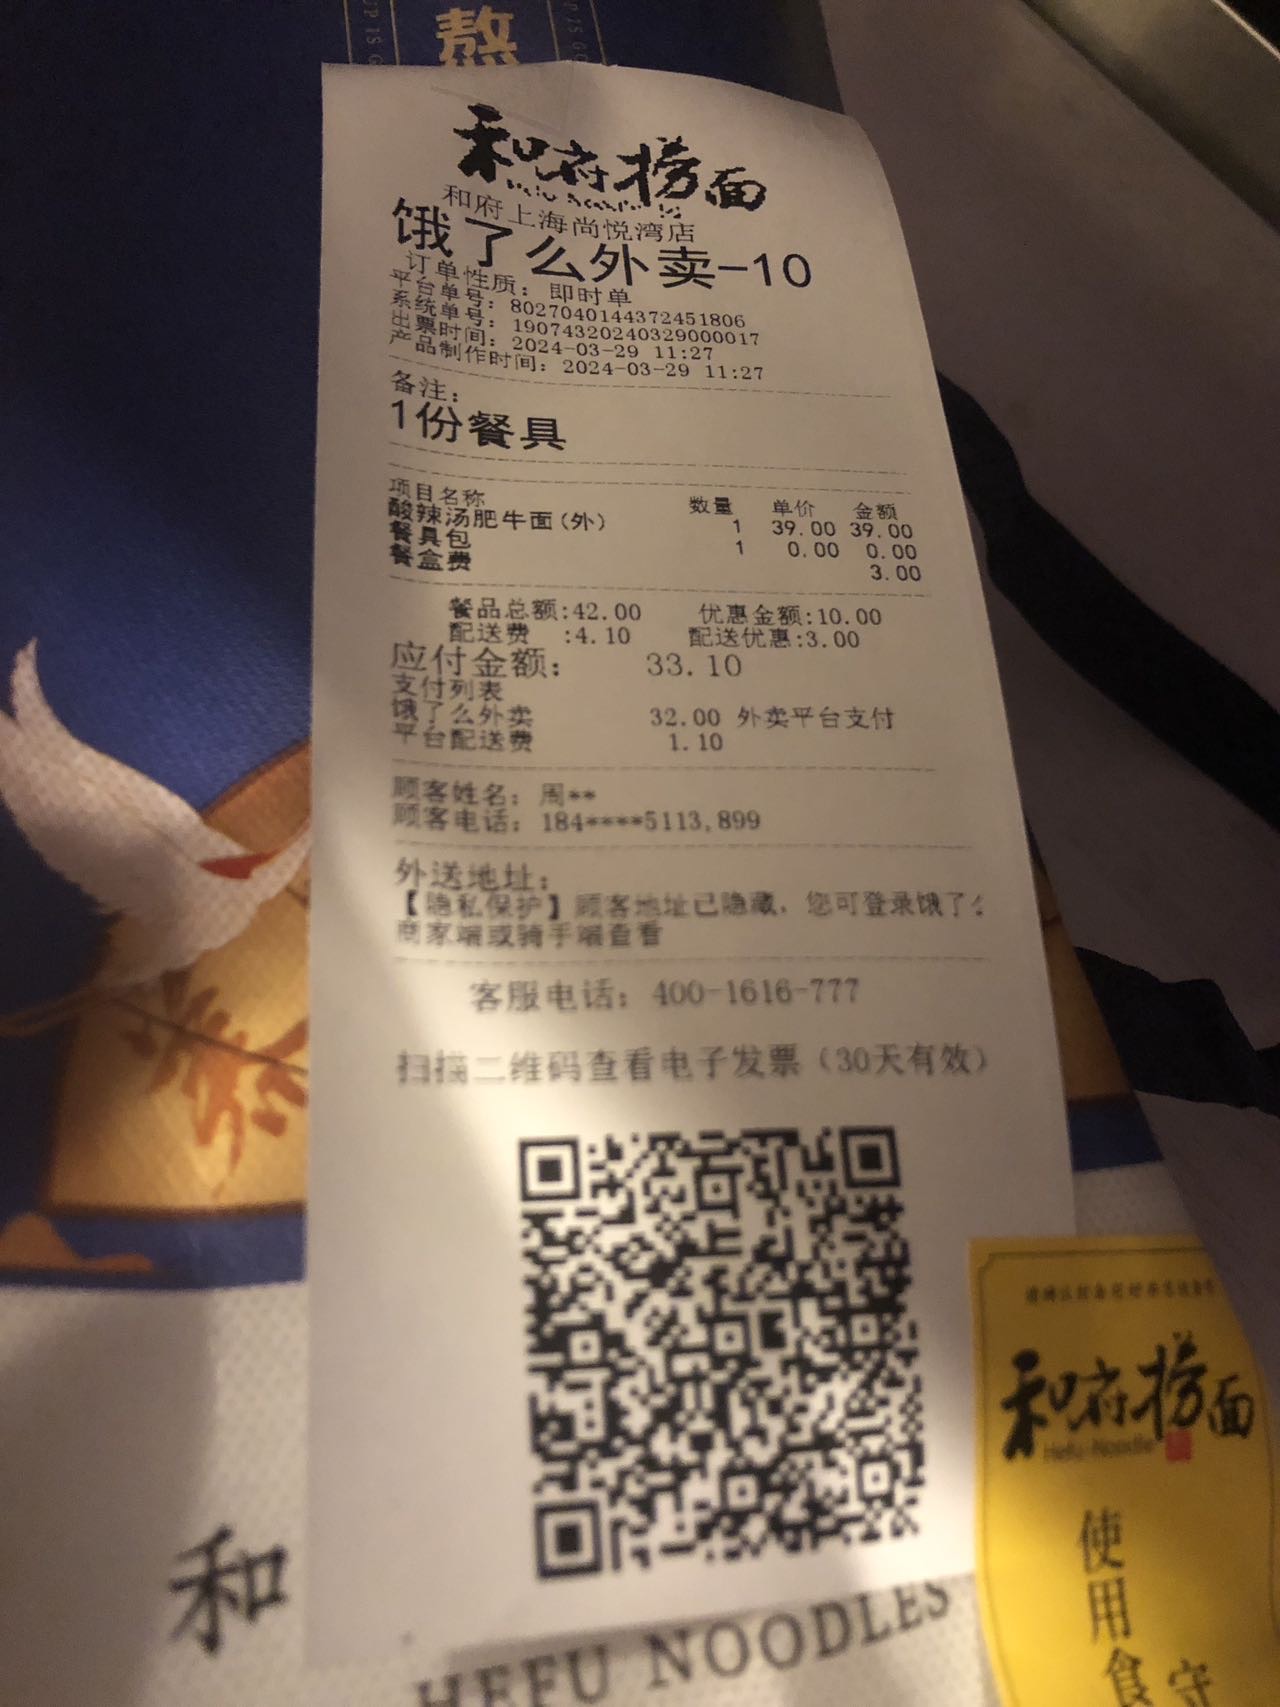 熬
和府捞面
和府上海尚悦湾店
饿了么外卖-10
订单性质：即时单
平台单号：8027040144372451806
系统单号：19074320240329000017
出票时间：2024-03-29 11:27
产品制作时间：2024-03-29 11:27
备注：
1份餐具
项目名称 数量 单价 金额
酸辣汤肥牛面(外) 1 39.00 39.00
餐具包 1 0.00 0.00
餐盒费 3.00
餐品总额:42.00 优惠金额:10.00
配送费 :4.10 配送优惠:3.00
应付金额： 33.10
支付列表
饿了么外卖 32.00 外卖平台支付
平台配送费 1.10
顾客姓名：周**
顾客电话：184****5113,899
外送地址：
【隐私保护】顾客地址已隐藏，您可登录饿了么
商家端或骑手端查看
客服电话：400-1616-777
扫描二维码查看电子发票（30天有效）
和府捞面
Hefu Noodle
使用食
守
和
HEFU NOODLES